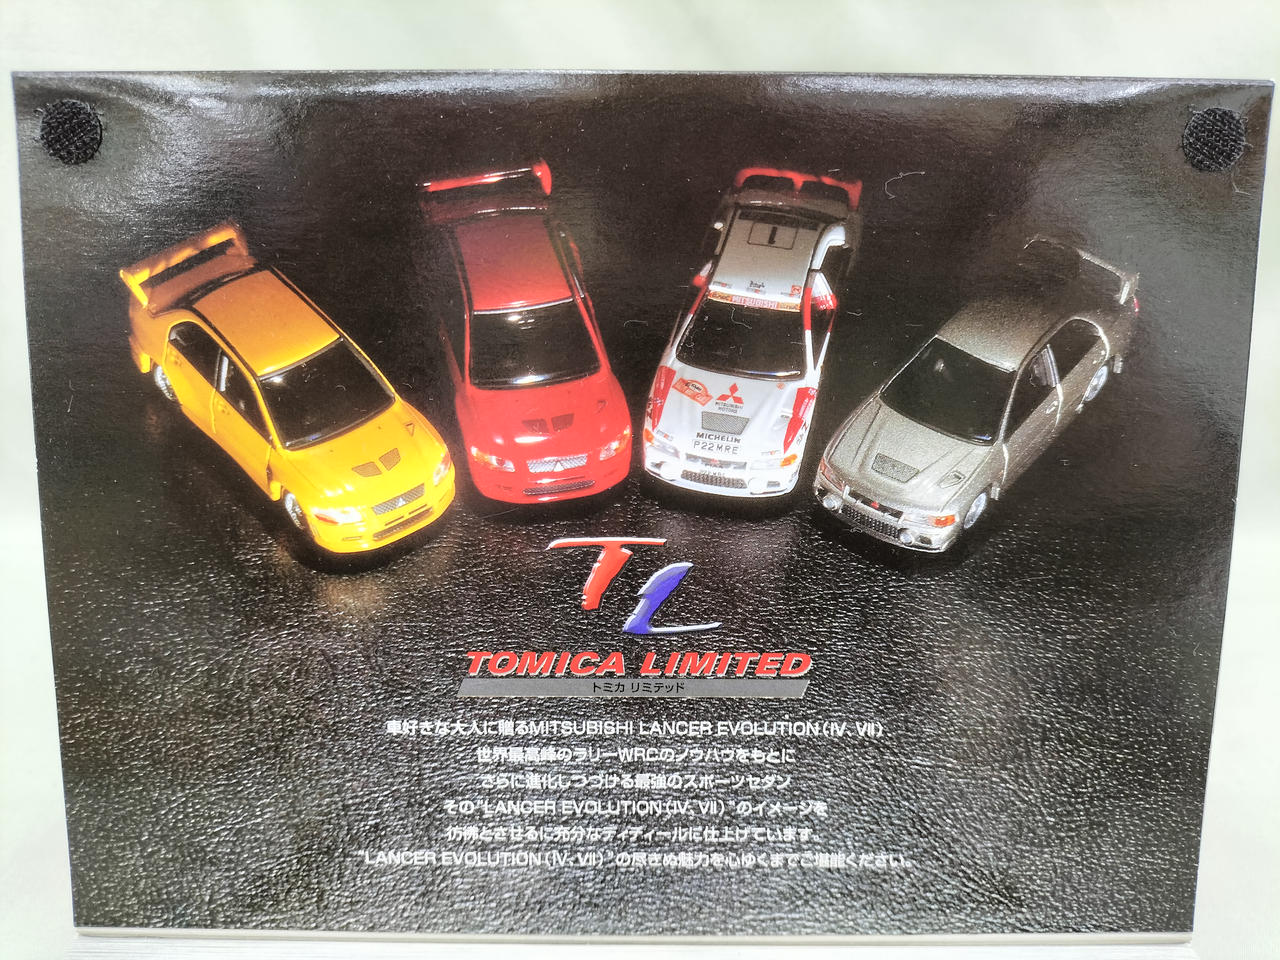 MITSUBISHI
MITSUBISHI
MOTORS
MICHELIN
P22 MRE
TL
TOMICA LIMITED
トミカ リミテッド
車好きな大人に贈るMITSUBISHI LANCER EVOLUTION(Ⅳ、Ⅶ)
世界最高峰のラリーWRCのノウハウをもとに
さらに進化しつづける最強のスポーツセダン
その"LANCER EVOLUTION(Ⅳ、Ⅶ)"のイメージを
彷彿とさせるに充分なディティールに仕上げています。
"LANCER EVOLUTION(Ⅳ、Ⅶ)"の尽きぬ魅力を心ゆくまでご堪能ください。